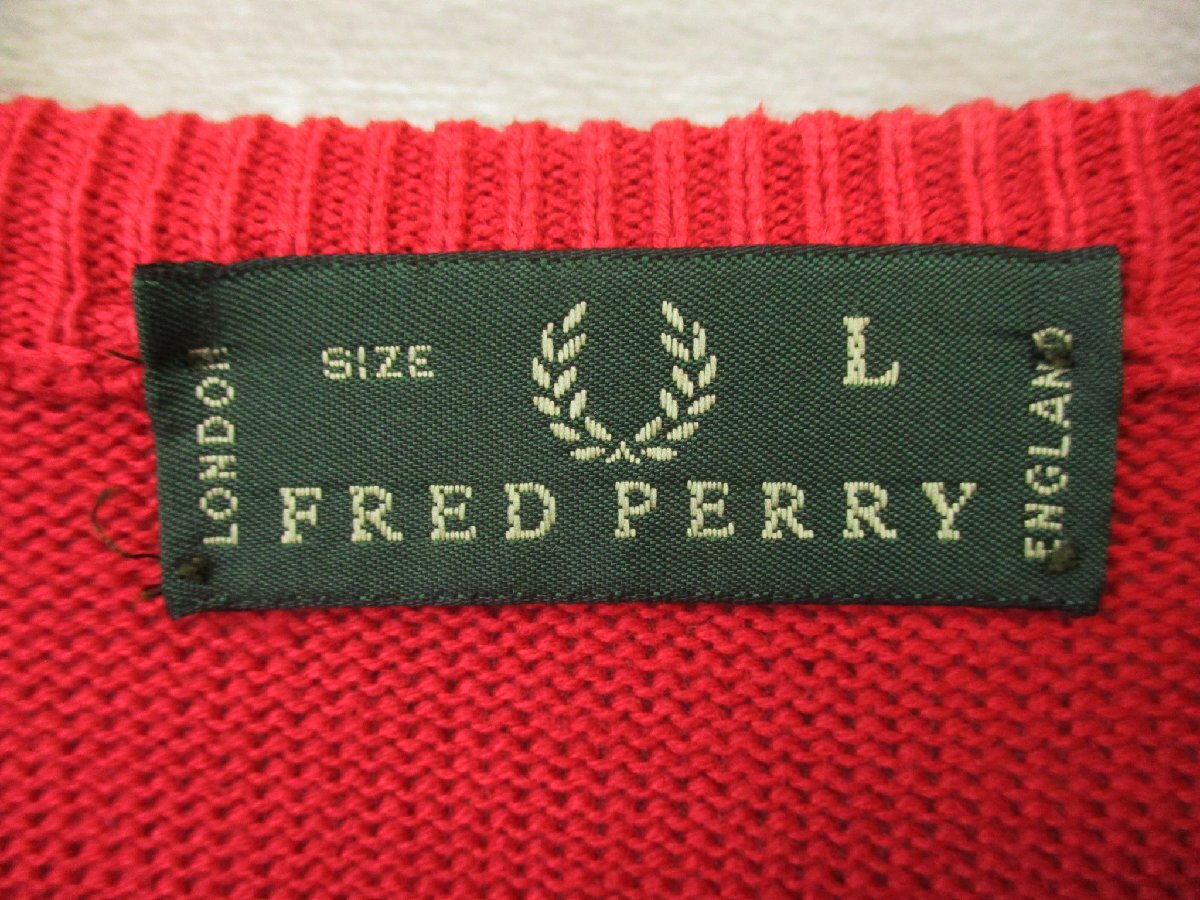 SIZE L
FRED PERRY
LONDON
ENGLAND